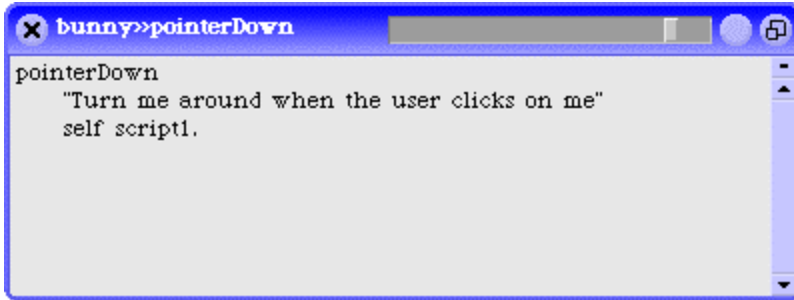 bunny»pointerDown
pointerDown
"Turn me around when the user clicks on me"
self script1.